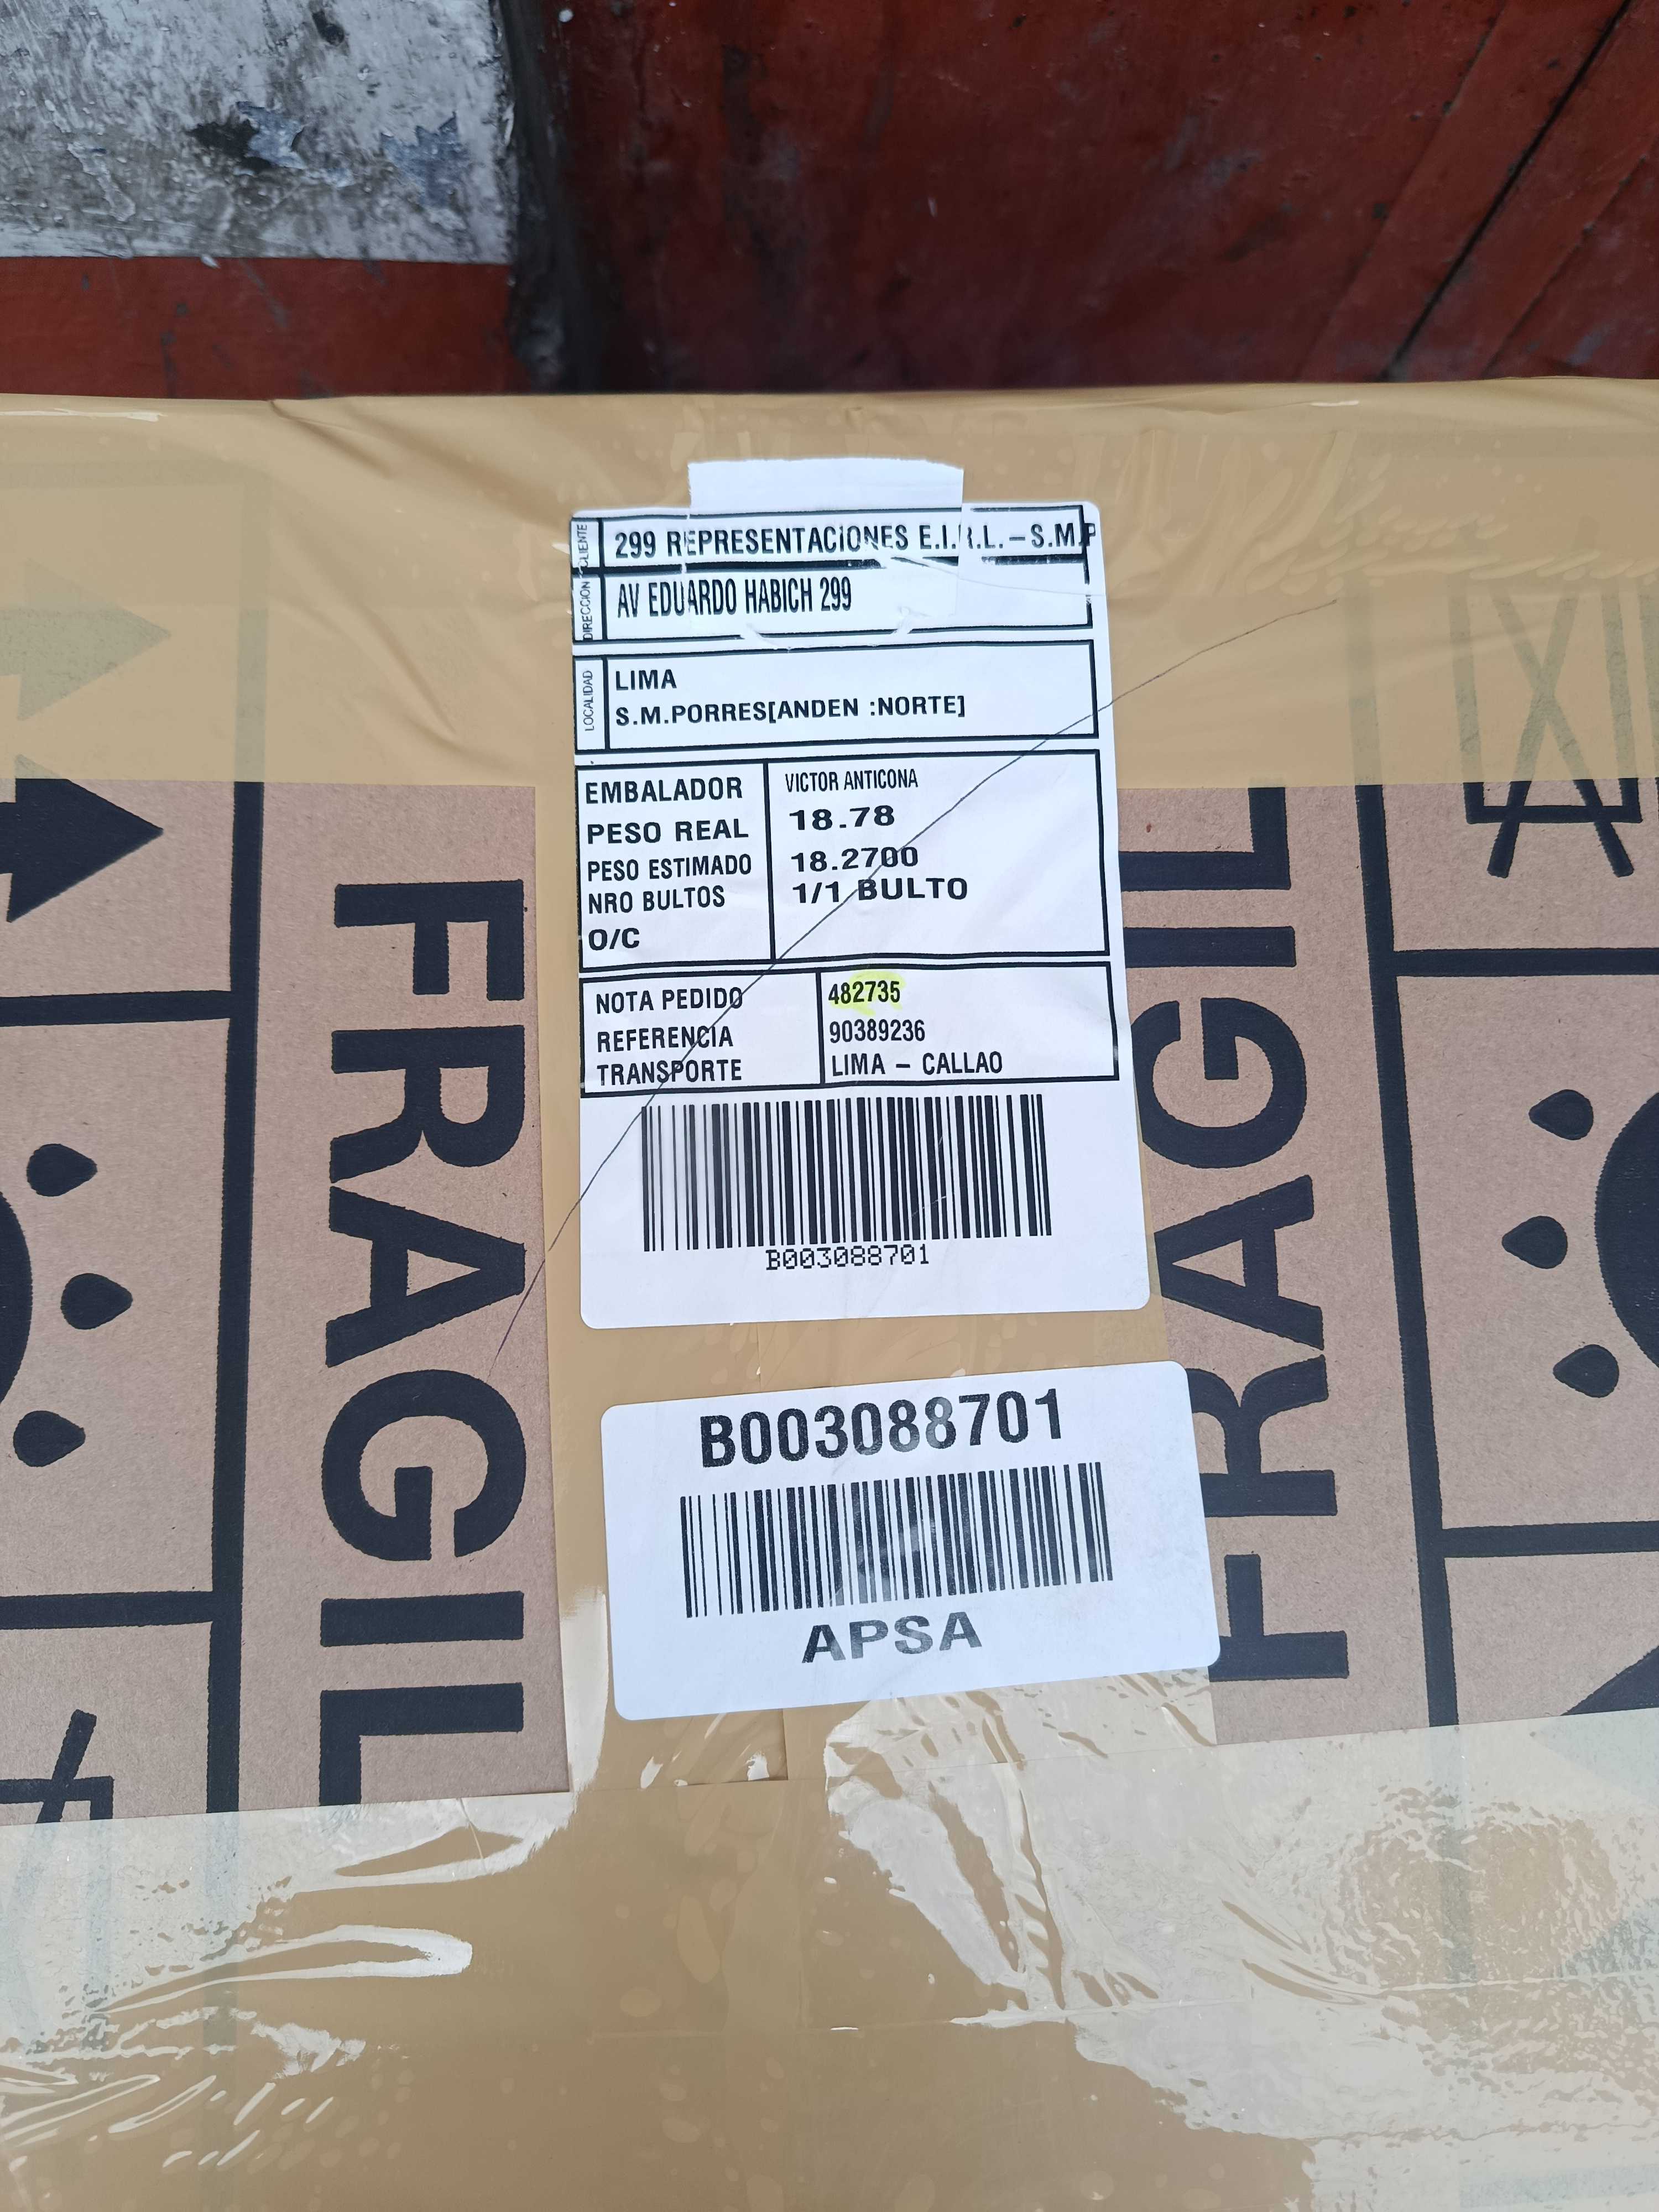 CLIENTE
299 REPRESENTACIONES E.I.R.L.-S.M.P
DIRECCION
AV EDUARDO HABICH 299
LOCALIDAD
LIMA
S.M.PORRES[ANDEN :NORTE]
EMBALADOR VICTOR ANTICONA
PESO REAL 18.78
PESO ESTIMADO 18.2700
NRO BULTOS 1/1 BULTO
O/C
NOTA PEDIDO 482735
REFERENCIA 90389236
TRANSPORTE LIMA - CALLAO
B003088701
B003088701
APSA
FRAGIL
FRAGIL